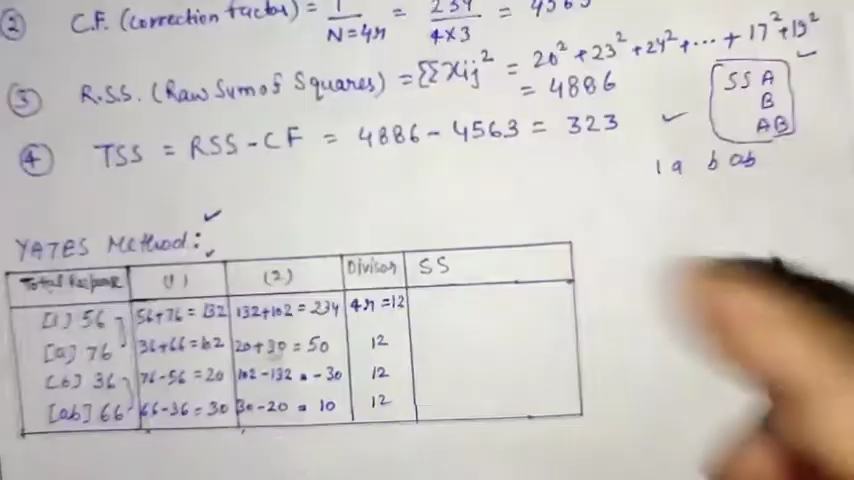 ② C.F. (correction factor) = / N=4r = 234 / 4×3 = 4563
③ R.S.S. (Raw Sum of Squares) = ΣΣxij² = 20² + 23² + 24² + ... + 17² + 19²
= 4886
④ TSS = RSS - CF = 4886 - 4563 = 323
SS A
B
AB
1 a b ab
YATES Method:
Total (1) (2) Divisor SS
[1] 56 56+76 = 132 132+102 = 234 4r = 12
[a] 76 36+66 = 102 20+30 = 50 12
[b] 36 76-56 = 20 102-132 = -30 12
[ab] 66 66-36 = 30 30-20 = 10 12